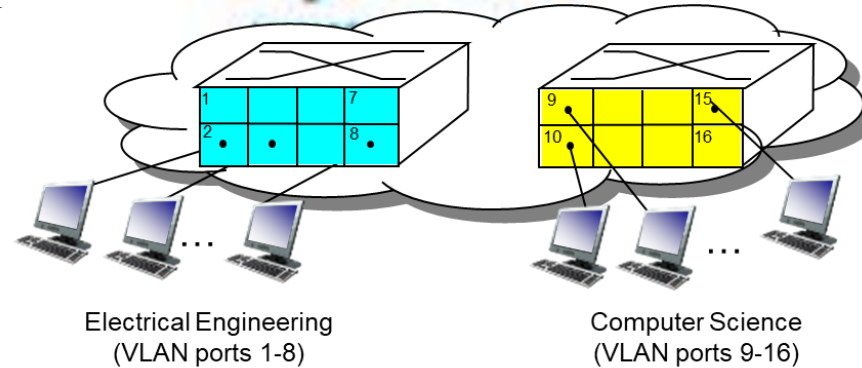 1
7
2
8
9
15
10
16
...
...
Electrical Engineering
(VLAN ports 1-8)
Computer Science
(VLAN ports 9-16)